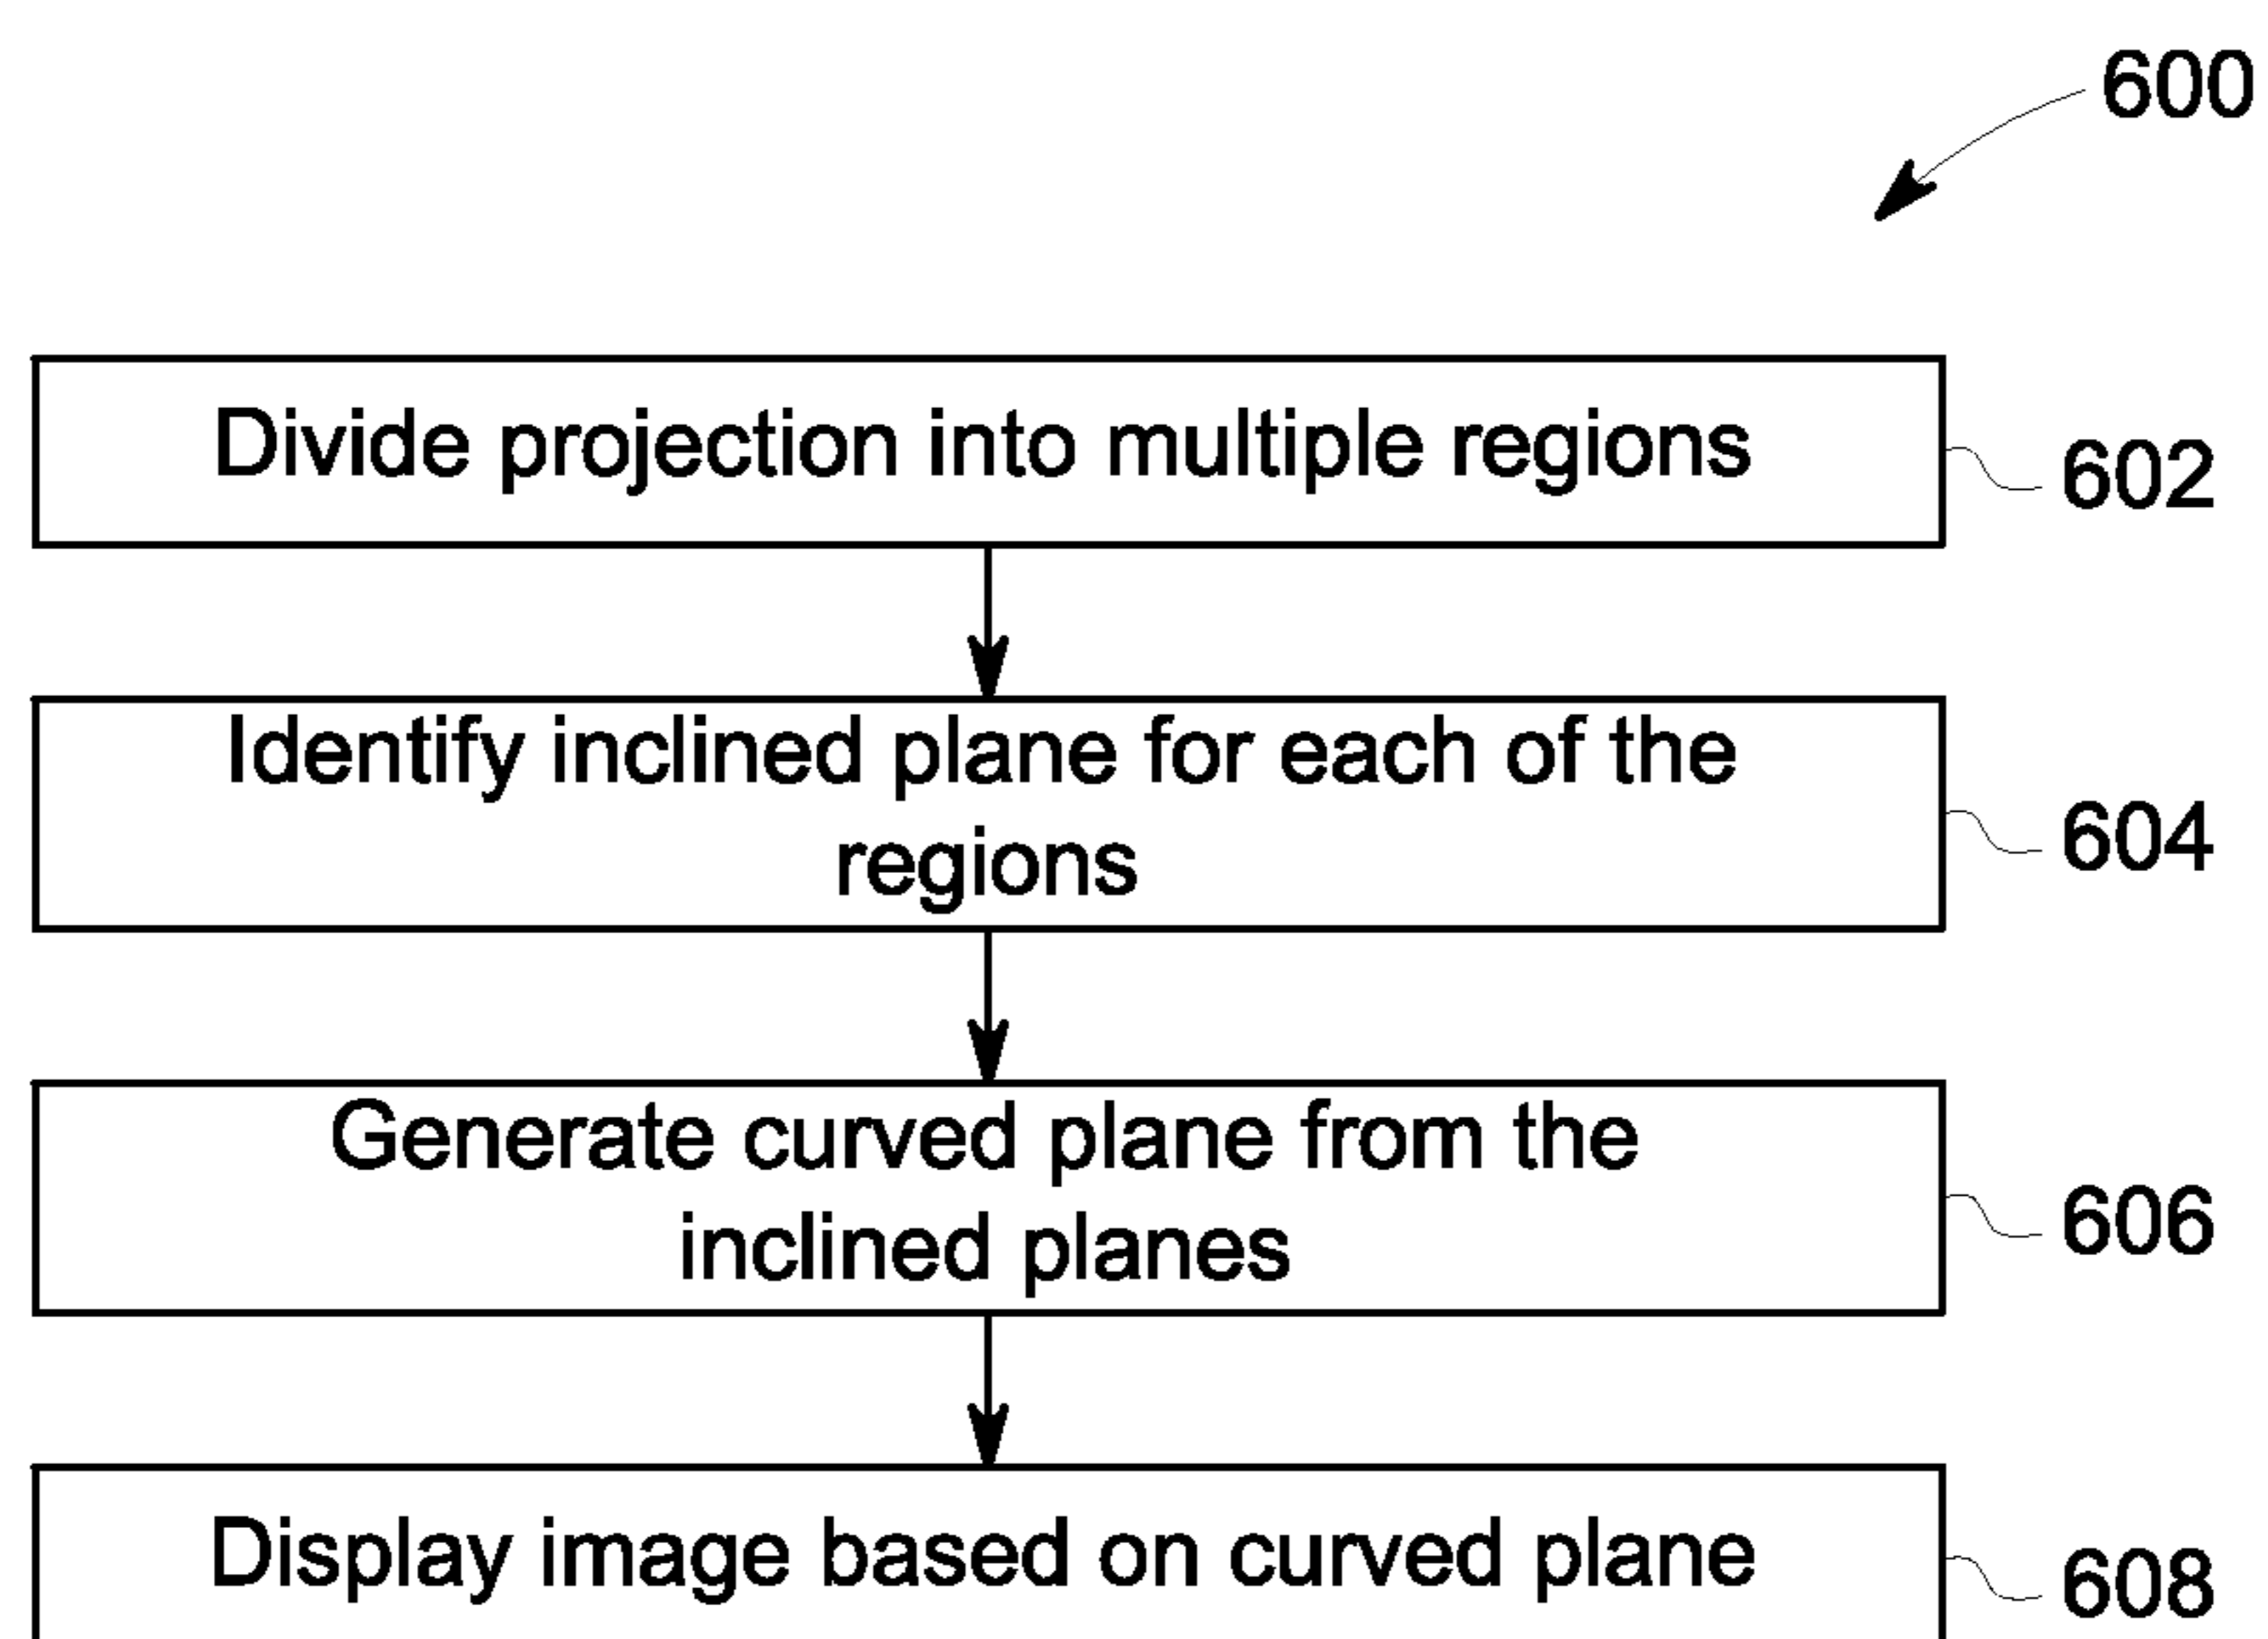 600
Divide projection into multiple regions
602
Identify inclined plane for each of the
regions
604
Generate curved plane from the
inclined planes
606
Display image based on curved plane
608